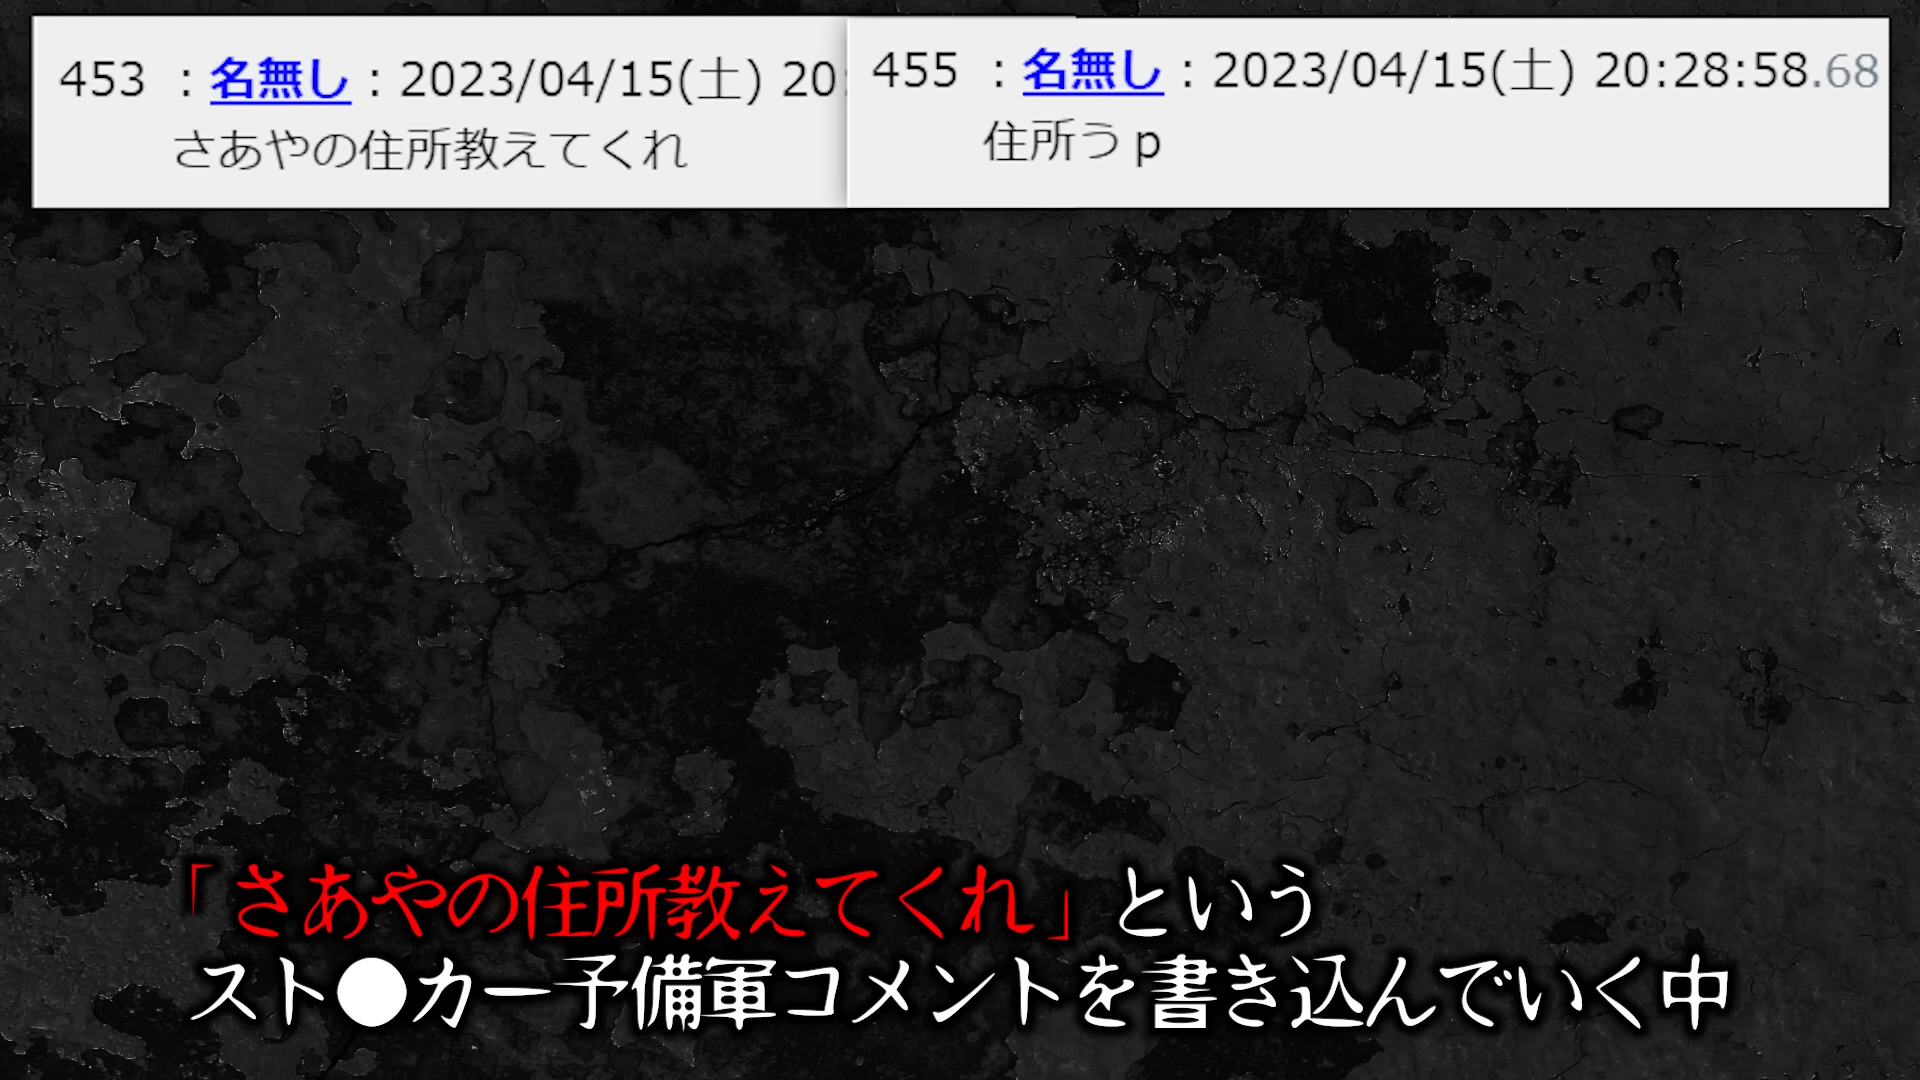 453 ：名無し：2023/04/15(土) 20:
さあやの住所教えてくれ
455 ：名無し：2023/04/15(土) 20:28:58.68
住所うｐ
「さあやの住所教えてくれ」という
スト●カー予備軍コメントを書き込んでいく中